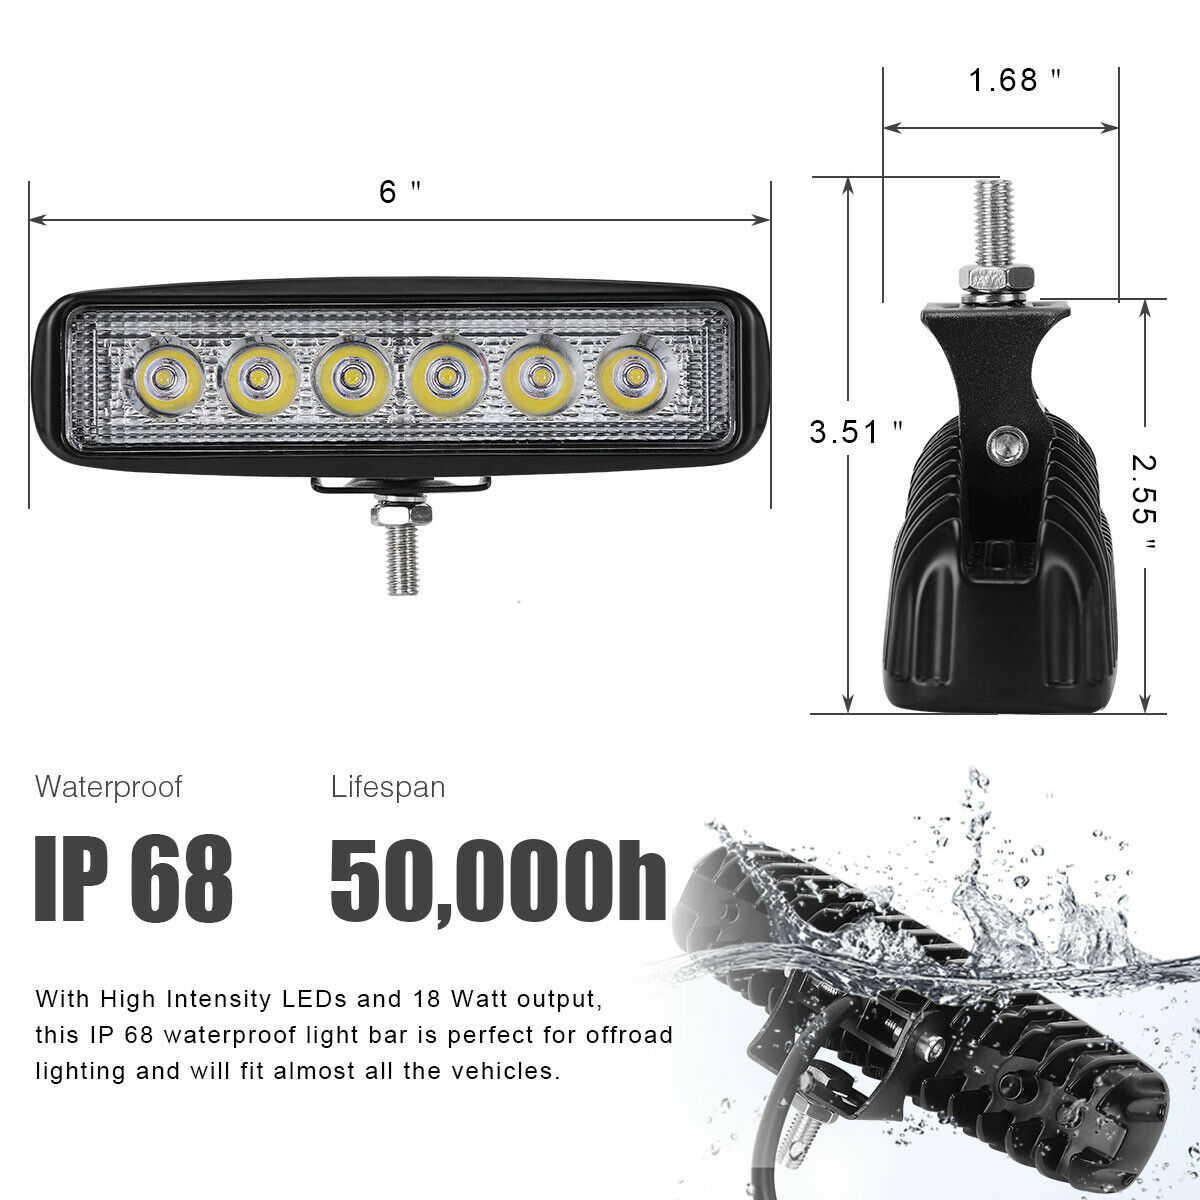 1.68 "
6 "
3.51 "
2.55 "
Waterproof
Lifespan
IP 68
50,000h
With High Intensity LEDs and 18 Watt output,
this IP 68 waterproof light bar is perfect for offroad
lighting and will fit almost all the vehicles.